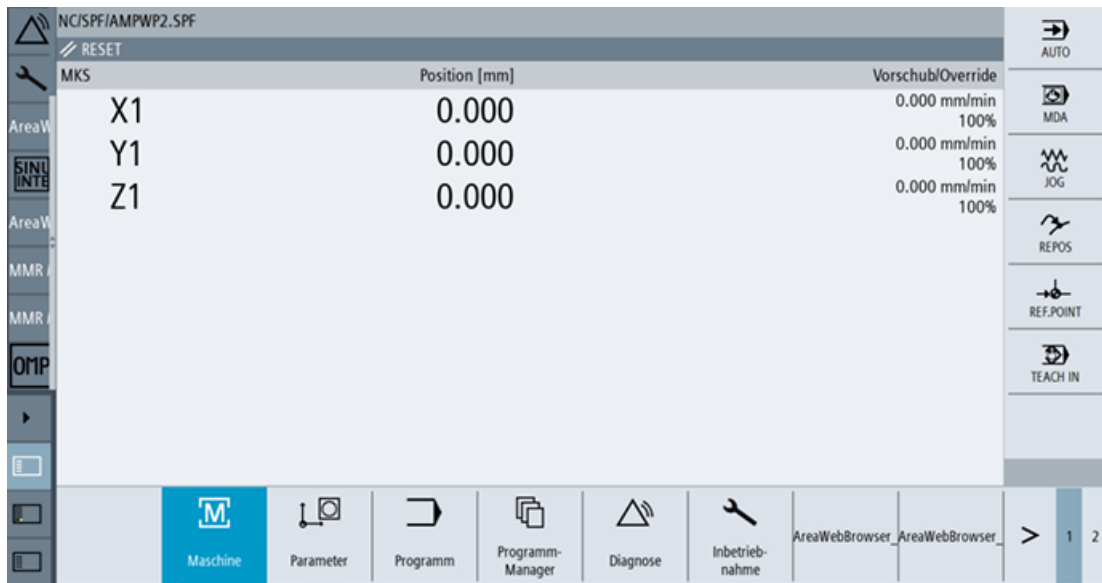 NC/SPF/AMPWP2.SPF
RESET
MKS Position [mm] Vorschub/Override
X1 0.000 0.000 mm/min
100%
Y1 0.000 0.000 mm/min
100%
Z1 0.000 0.000 mm/min
100%
AreaW
SINU
INTE
AreaW
MMR
MMR
OMP
AUTO
MDA
JOG
REPOS
REF.POINT
TEACH IN
M
Maschine
Parameter
Programm
Programm-
Manager
Diagnose
Inbetrieb-
nahme
AreaWebBrowser_
AreaWebBrowser_
> 1 2